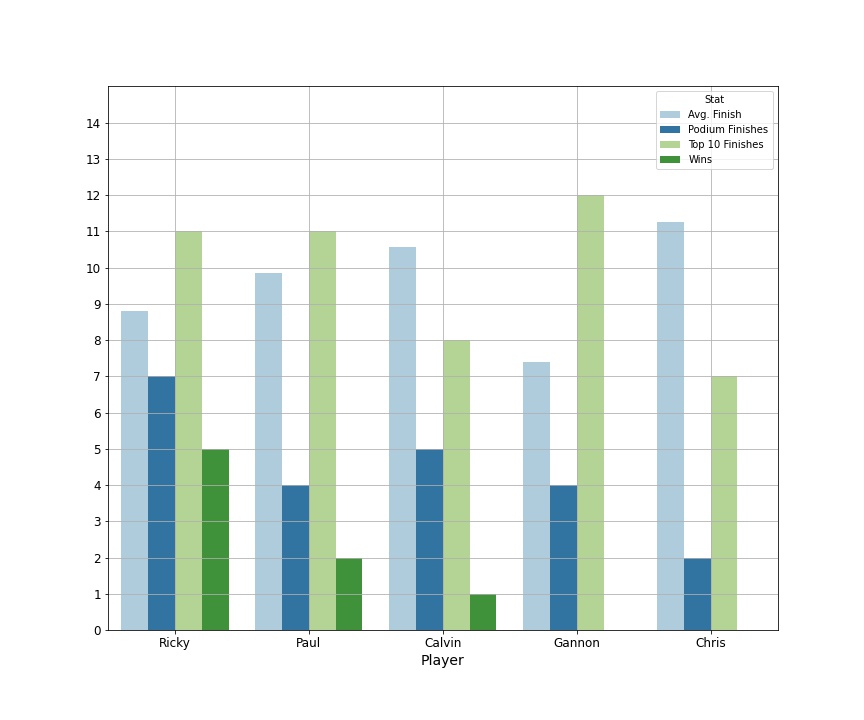 Stat
Avg. Finish
Podium Finishes
Top 10 Finishes
Wins
14
13
12
11
10
9
8
7
6
5
4
3
2
1
0
Ricky Paul Calvin Gannon Chris
Player